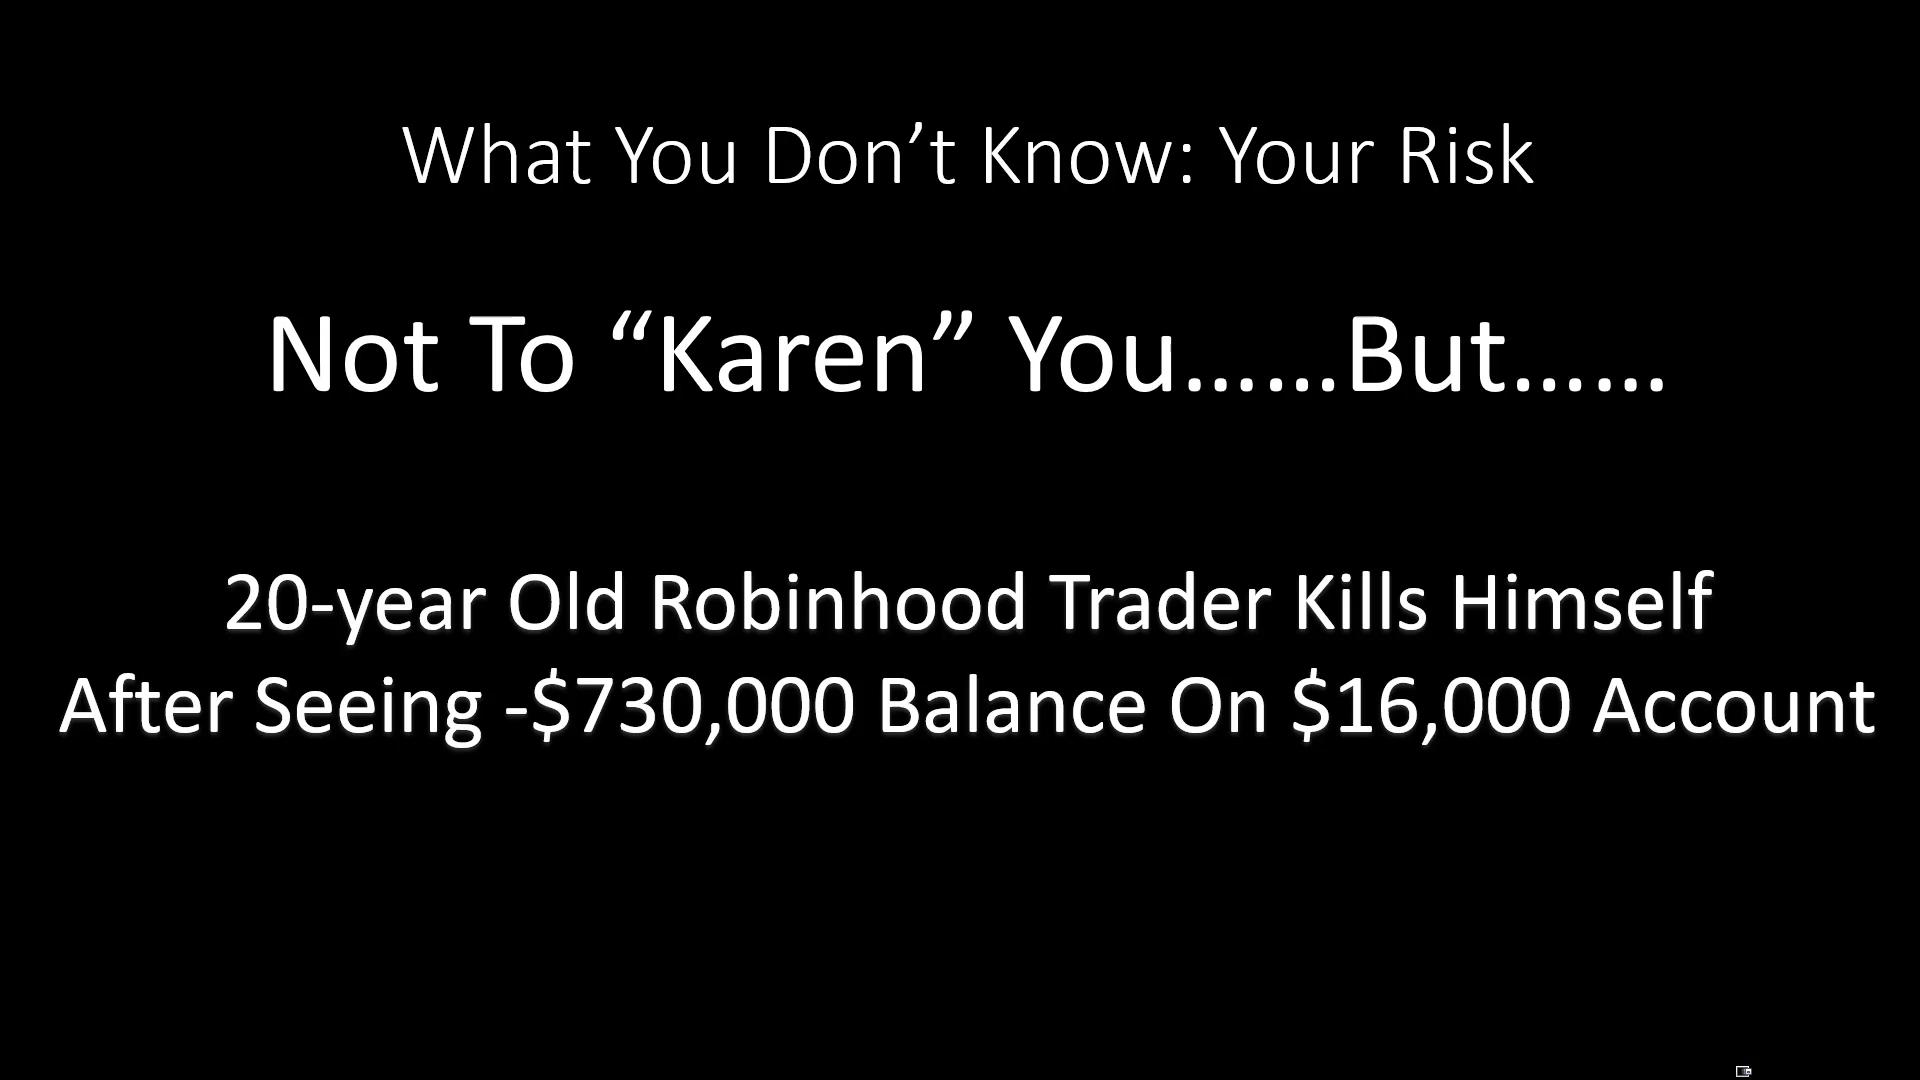 What You Don’t Know: Your Risk
Not To “Karen” You……But……
20-year Old Robinhood Trader Kills Himself
After Seeing -$730,000 Balance On $16,000 Account